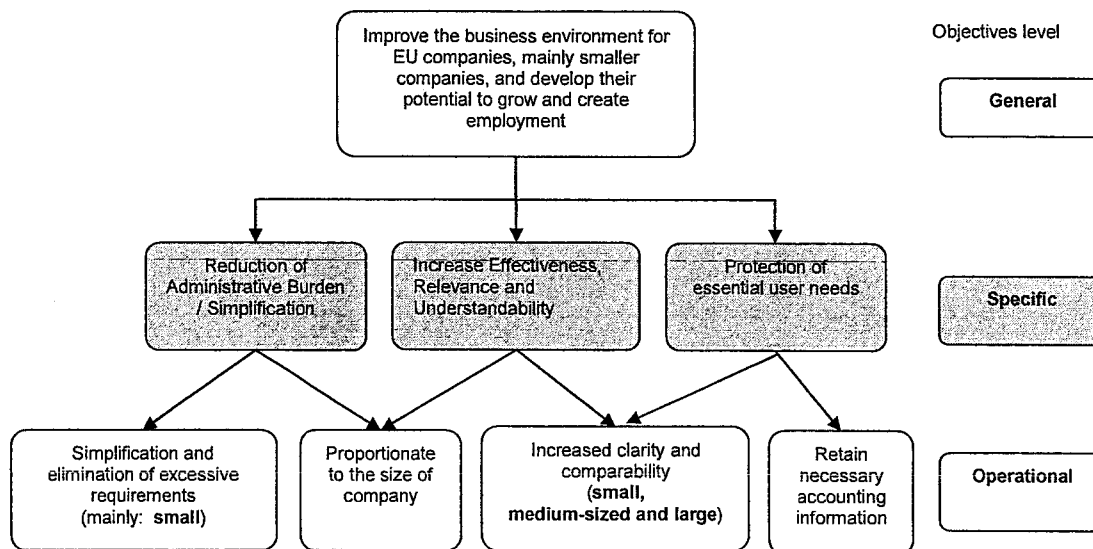 Improve the business environment for
EU companies, mainly smaller
companies, and develop their
potential to grow and create
employment
Objectives level
General
Reduction of
Administrative Burden
/ Simplification
Increase Effectiveness,
Relevance and
Understandability
Protection of
essential user needs
Specific
Simplification and
elimination of excessive
requirements
(mainly: small)
Proportionate
to the size of
company
Increased clarity and
comparability
(small,
medium-sized and large)
Retain
necessary
accounting
information
Operational